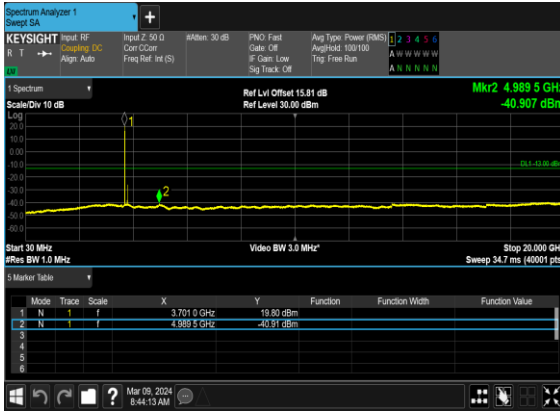 Spectrum Analyzer 1
Swept SA
+
KEYSIGHT Input: RF Input Z: 50 Ω #Atten: 30 dB PNO: Fast Avg Type: Power (RMS) 1 2 3 4 5 6
R T Coupling: DC Corr CCorr Gate: Off Avg|Hold: 100/100 A W W W W W
Align: Auto Freq Ref: Int (S) IF Gain: Low Trig: Free Run
Sig Track: Off A N N N N N
1 Spectrum Ref Lvl Offset 15.81 dB Mkr2 4.989 5 GHz
Scale/Div 10 dB Ref Level 30.00 dBm -40.907 dBm
Log
20.0
10.0
0.00
-10.0
-20.0
-30.0
-40.0
-50.0
-60.0
1
2
DL1 -13.00 dBm
Start 30 MHz Video BW 3.0 MHz* Stop 20.000 GHz
#Res BW 1.0 MHz Sweep 34.7 ms (40001 pts)
5 Marker Table
Mode Trace Scale X Y Function Function Width Function Value
1 N 1 f 3.701 0 GHz 19.80 dBm
2 N 1 f 4.989 5 GHz -40.91 dBm
3
4
5
6
? Mar 09, 2024
8:44:13 AM